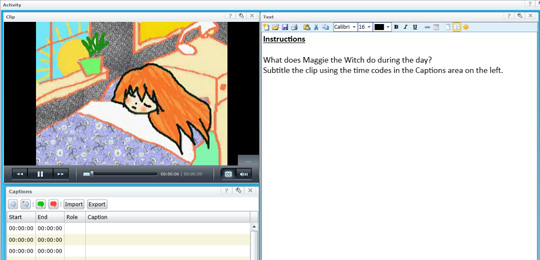 Activity
Clip
00:00:06 / 00:00:09
Captions
Import Export
Start End Role Caption
00:00:00 00:00:00
00:00:00 00:00:00
00:00:00 00:00:00
Text
Calibri 16 B I U
Instructions
What does Maggie the Witch do during the day?
Subtitle the clip using the time codes in the Captions area on the left.